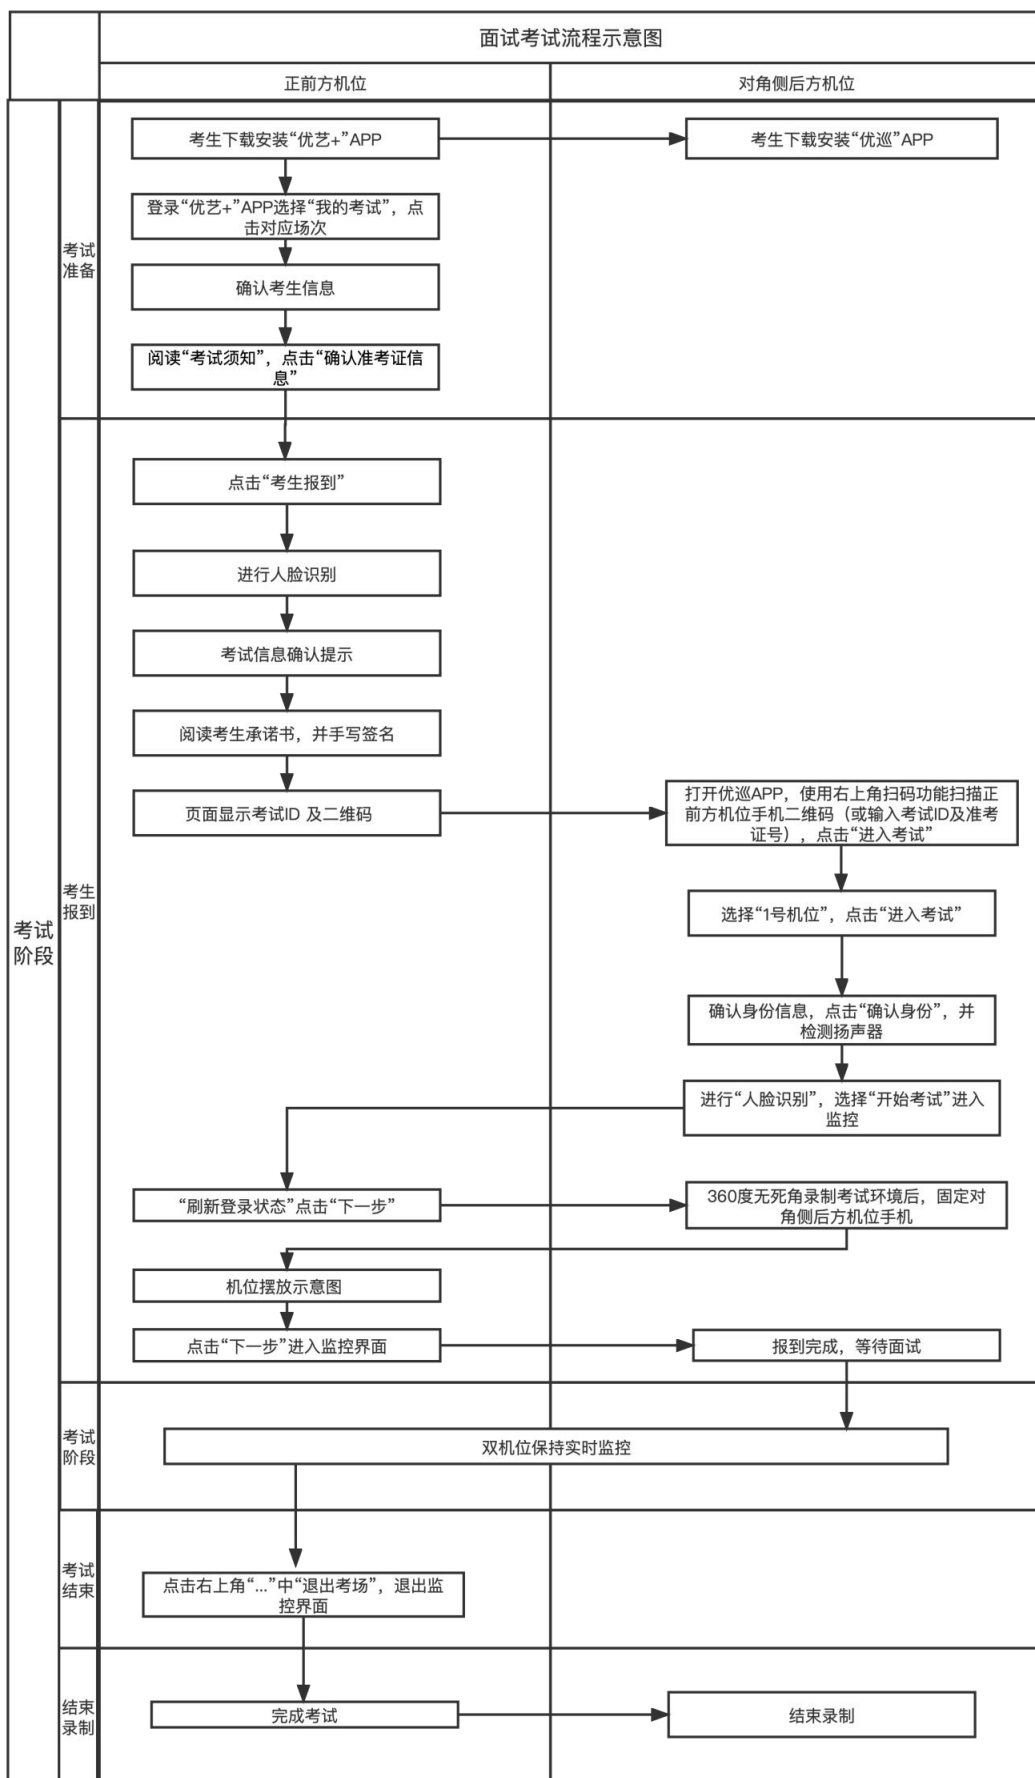 面试考试流程示意图
正前方机位
对角侧后方机位
考试
阶段
考试
准备
考生下载安装“优艺+”APP
考生下载安装“优巡”APP
登录“优艺+”APP选择“我的考试”，点
击对应场次
确认考生信息
阅读“考试须知”，点击“确认准考证信
息”
考生
报到
点击“考生报到”
进行人脸识别
考试信息确认提示
阅读考生承诺书，并手写签名
页面显示考试ID 及二维码
打开优巡APP，使用右上角扫码功能扫描正
前方机位手机二维码（或输入考试ID及准考
证号），点击“进入考试”
选择“1号机位”，点击“进入考试”
确认身份信息，点击“确认身份”，并
检测扬声器
进行“人脸识别”，选择“开始考试”进入
监控
“刷新登录状态”点击“下一步”
360度无死角录制考试环境后，固定对
角侧后方机位手机
机位摆放示意图
点击“下一步”进入监控界面
报到完成，等待面试
考试
阶段
双机位保持实时监控
考试
结束
点击右上角“...”中“退出考场”，退出监
控界面
结束
录制
完成考试
结束录制